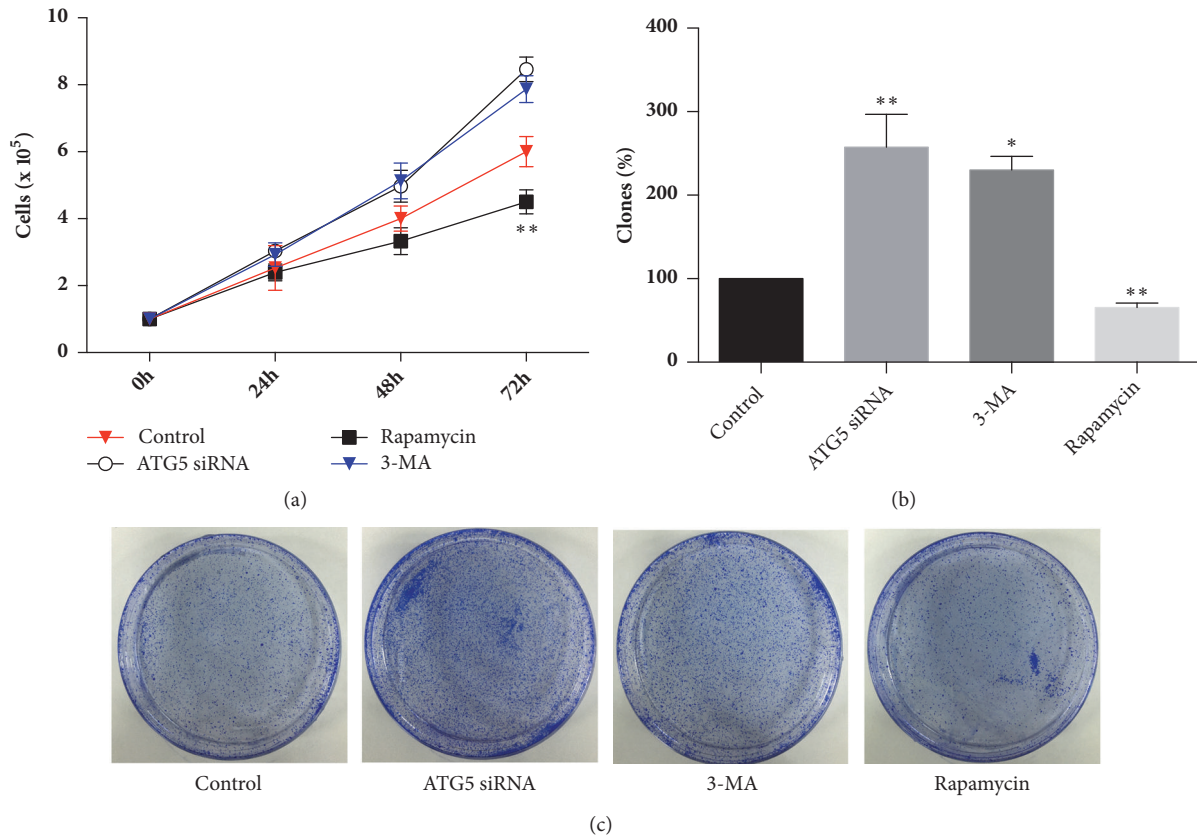 10
8
6
4
2
0
Cells (x 10⁵)
**
0h
24h
48h
72h
Control
Rapamycin
ATG5 siRNA
3-MA
(a)
400
300
200
100
0
Clones (%)
**
*
**
Control
ATG5 siRNA
3-MA
Rapamycin
(b)
Control
ATG5 siRNA
3-MA
Rapamycin
(c)